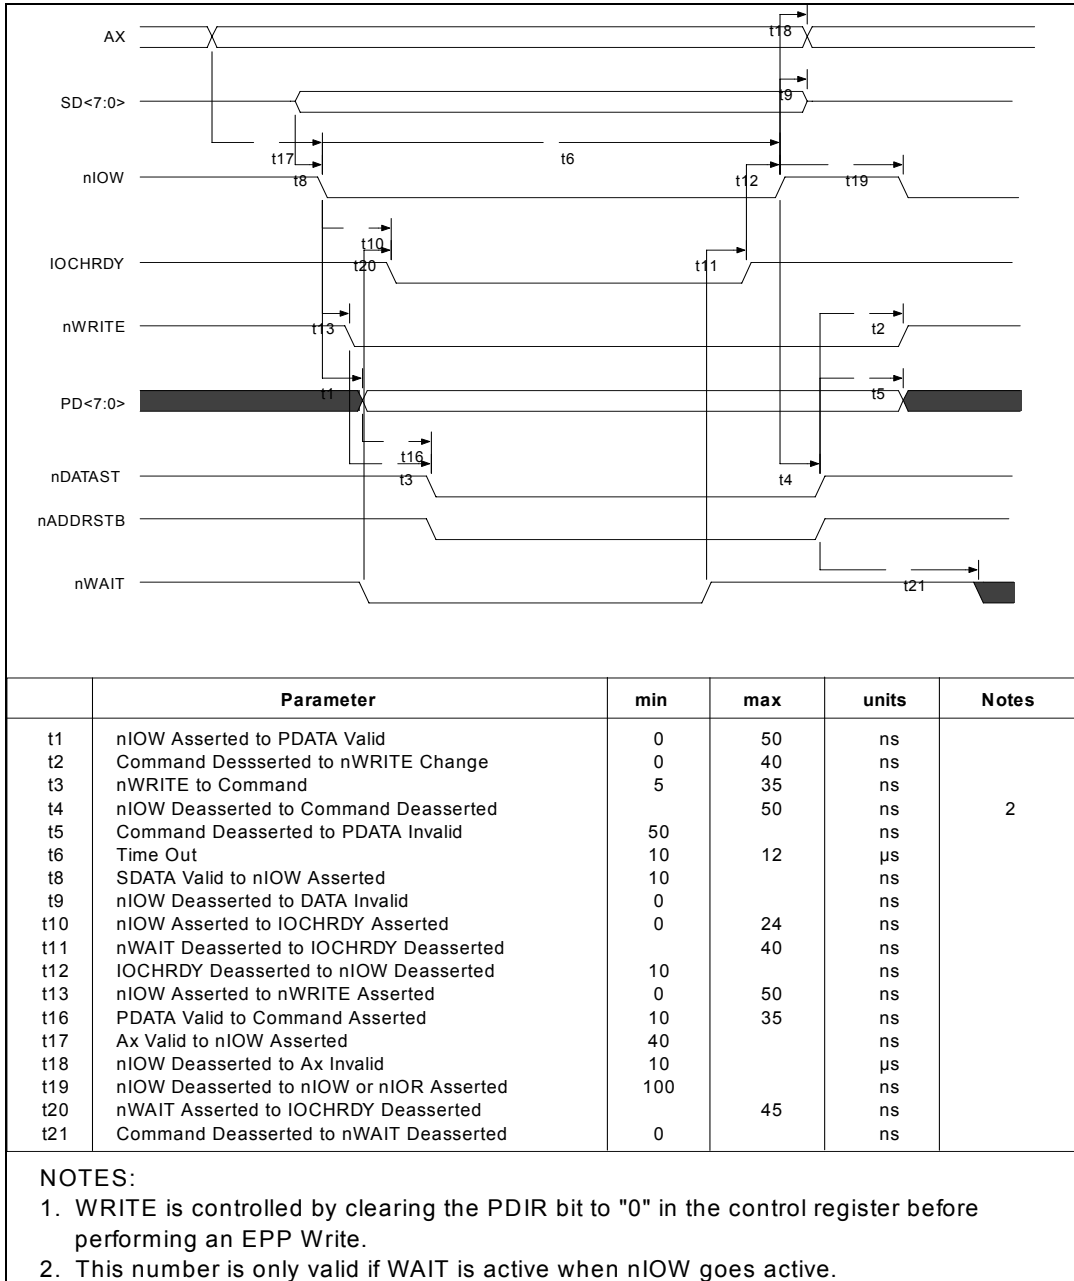 AX
t18
SD<7:0>
t9
t17
t6
nIOW
t8
t12
t19
t10
IOCHRDY
t20
t11
nWRITE
t13
t2
t1
t5
PD<7:0>
t16
nDATAST
t3
t4
nADDRSTB
nWAIT
t21
Parameter min max units Notes
t1 nIOW Asserted to PDATA Valid 0 50 ns
t2 Command Dessserted to nWRITE Change 0 40 ns
t3 nWRITE to Command 5 35 ns
t4 nIOW Deasserted to Command Deasserted 50 ns 2
t5 Command Deasserted to PDATA Invalid 50 ns
t6 Time Out 10 12 µs
t8 SDATA Valid to nIOW Asserted 10 ns
t9 nIOW Deasserted to DATA Invalid 0 ns
t10 nIOW Asserted to IOCHRDY Asserted 0 24 ns
t11 nWAIT Deasserted to IOCHRDY Deasserted 40 ns
t12 IOCHRDY Deasserted to nIOW Deasserted 10 ns
t13 nIOW Asserted to nWRITE Asserted 0 50 ns
t16 PDATA Valid to Command Asserted 10 35 ns
t17 Ax Valid to nIOW Asserted 40 ns
t18 nIOW Deasserted to Ax Invalid 10 µs
t19 nIOW Deasserted to nIOW or nIOR Asserted 100 ns
t20 nWAIT Asserted to IOCHRDY Deasserted 45 ns
t21 Command Deasserted to nWAIT Deasserted 0 ns
NOTES:
1. WRITE is controlled by clearing the PDIR bit to "0" in the control register before
performing an EPP Write.
2. This number is only valid if WAIT is active when nIOW goes active.